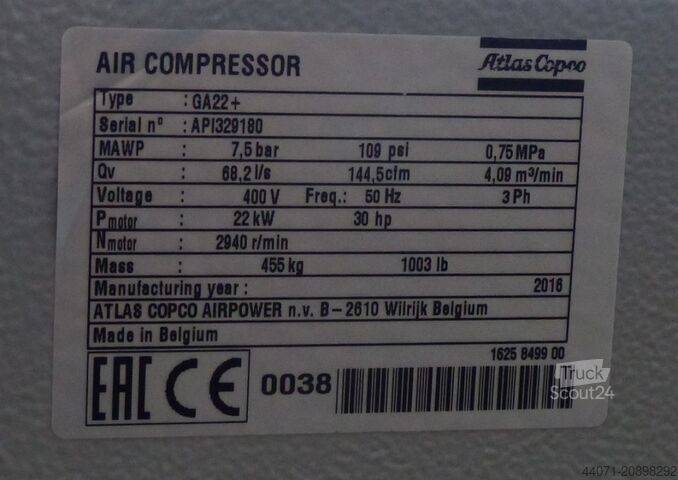 AIR COMPRESSOR
Atlas Copco
Type : GA22+
Serial nº : API329180
MAWP : 7,5 bar 109 psi 0,75 MPa
Qv : 68,2 l/s 144,5 cfm 4,09 m³/min
Voltage : 400 V Freq.: 50 Hz 3 Ph
Pmotor : 22 kW 30 hp
Nmotor : 2940 r/min
Mass : 455 kg 1003 lb
Manufacturing year : 2016
ATLAS COPCO AIRPOWER n.v. B-2610 Wilrijk Belgium
Made in Belgium
1625 8499 00
EAC CE 0038
Truck
Scout24
44071-20898292